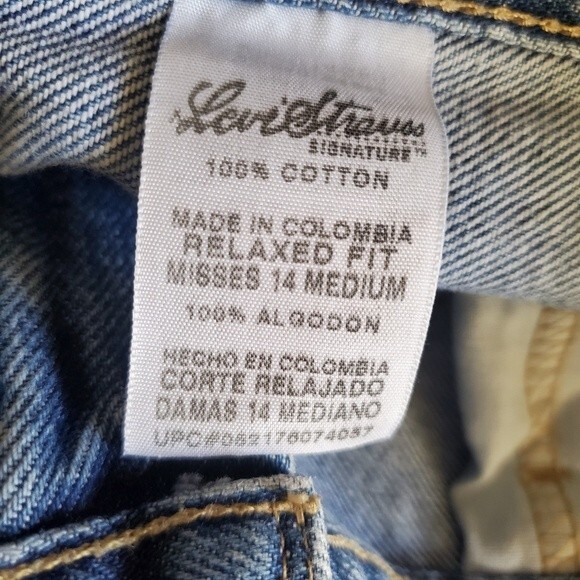 Levi Strauss
SIGNATURE™
100% COTTON
MADE IN COLOMBIA
RELAXED FIT
MISSES 14 MEDIUM
100% ALGODON
HECHO EN COLOMBIA
CORTE RELAJADO
DAMAS 14 MEDIANO
UPC#052176074057